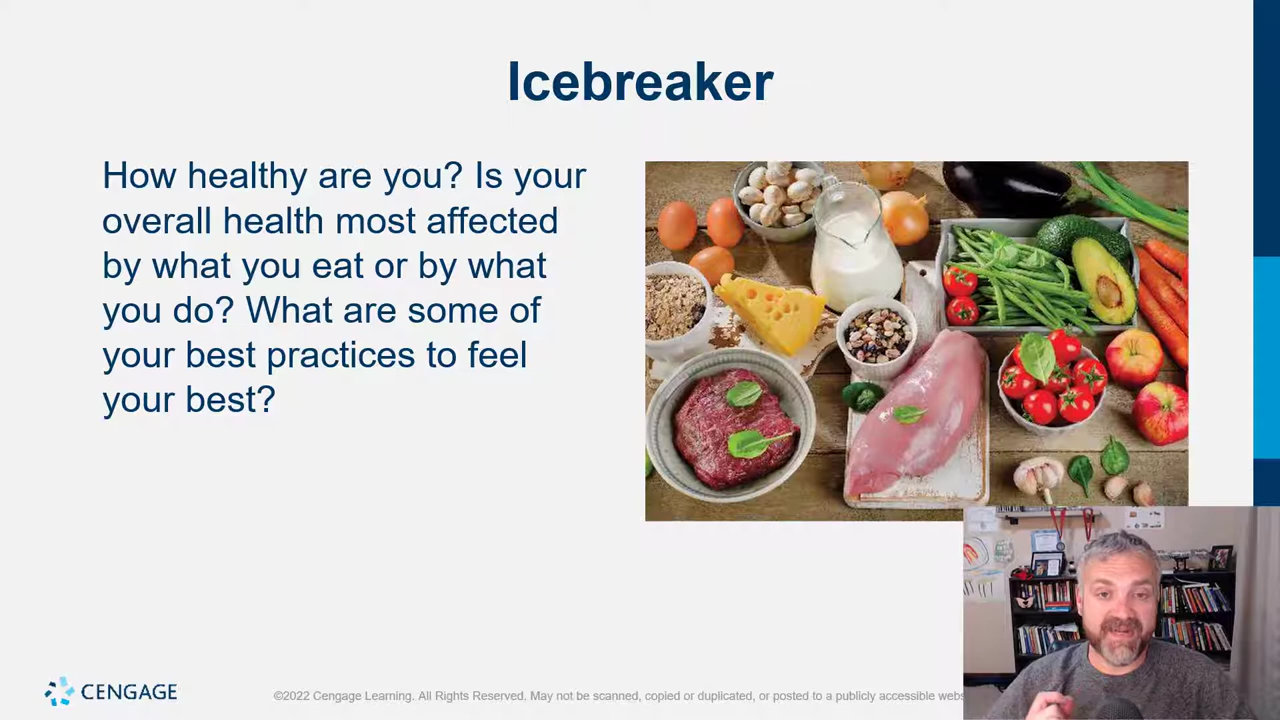 Icebreaker
How healthy are you? Is your
overall health most affected
by what you eat or by what
you do? What are some of
your best practices to feel
your best?
CENGAGE
©2022 Cengage Learning. All Rights Reserved. May not be scanned, copied or duplicated, or posted to a publicly accessible